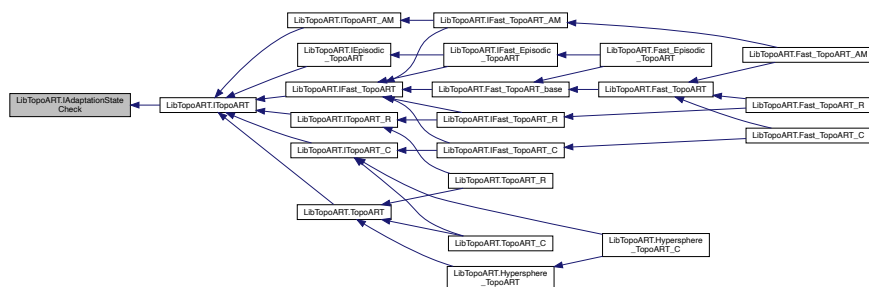 LibTopoART.ITopoART_AM
LibTopoART.IFast_TopoART_AM
LibTopoART.IEpisodic
_TopoART
LibTopoART.IFast_Episodic
_TopoART
LibTopoART.Fast_Episodic
_TopoART
LibTopoART.Fast_TopoART_AM
LibTopoART.IFast_TopoART
LibTopoART.Fast_TopoART_base
LibTopoART.Fast_TopoART
LibTopoART.IAdaptationState
Check
LibTopoART.ITopoART
LibTopoART.Fast_TopoART_R
LibTopoART.ITopoART_R
LibTopoART.IFast_TopoART_R
LibTopoART.Fast_TopoART_C
LibTopoART.ITopoART_C
LibTopoART.IFast_TopoART_C
LibTopoART.TopoART_R
LibTopoART.TopoART
LibTopoART.TopoART_C
LibTopoART.Hypersphere
_TopoART_C
LibTopoART.Hypersphere
_TopoART